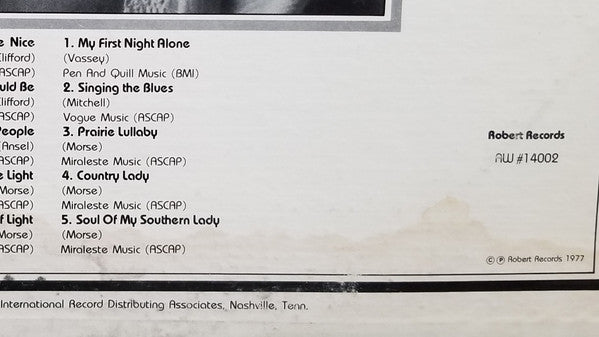 e Nice
lifford)
ASCAP)
uld Be
lifford)
ASCAP)
People
(Ansel)
ASCAP)
e Light
Morse)
ASCAP)
f Light
Morse)
ASCAP)
1. My First Night Alone
(Vassey)
Pen And Quill Music (BMI)
2. Singing the Blues
(Mitchell)
Vogue Music (ASCAP)
3. Prairie Lullaby
(Morse)
Miraleste Music (ASCAP)
4. Country Lady
(Morse)
Miraleste Music (ASCAP)
5. Soul Of My Southern Lady
(Morse)
Miraleste Music (ASCAP)
Robert Records
AW #14002
© ℗ Robert Records 1977
International Record Distributing Associates, Nashville, Tenn.